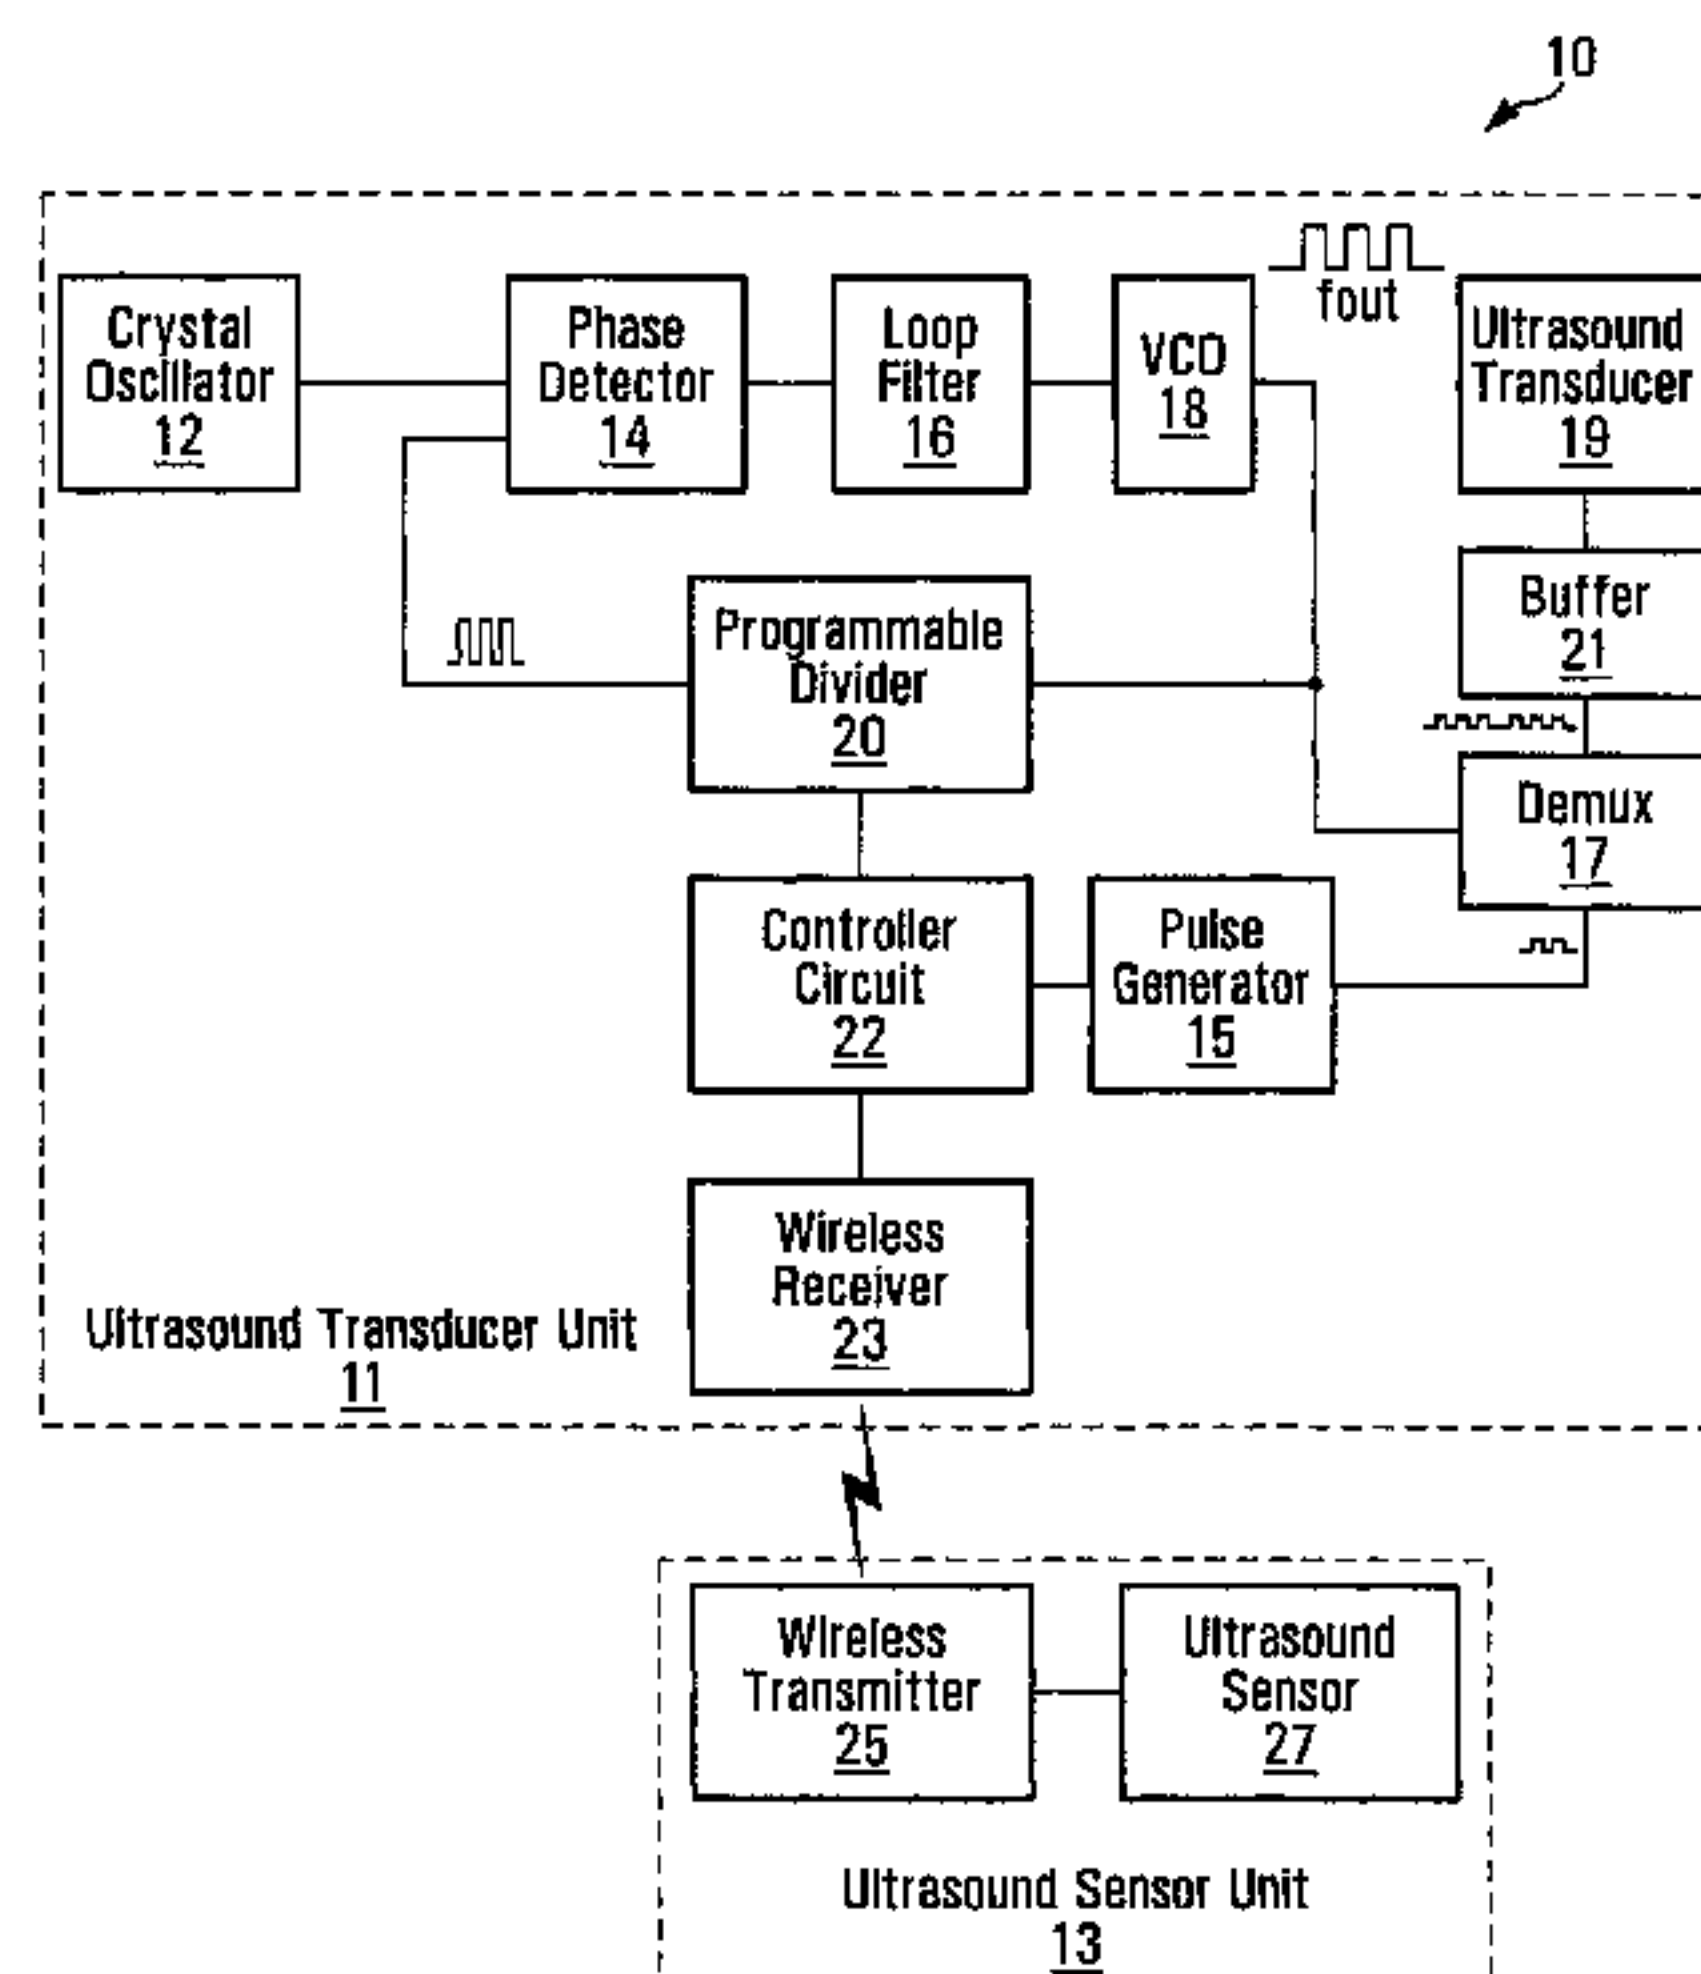 10
fout
Crystal
Oscillator
12
Phase
Detector
14
Loop
Filter
16
VCO
18
Ultrasound
Transducer
19
Programmable
Divider
20
Buffer
21
Demux
17
Controller
Circuit
22
Pulse
Generator
15
Wireless
Receiver
23
Ultrasound Transducer Unit
11
Wireless
Transmitter
25
Ultrasound
Sensor
27
Ultrasound Sensor Unit
13